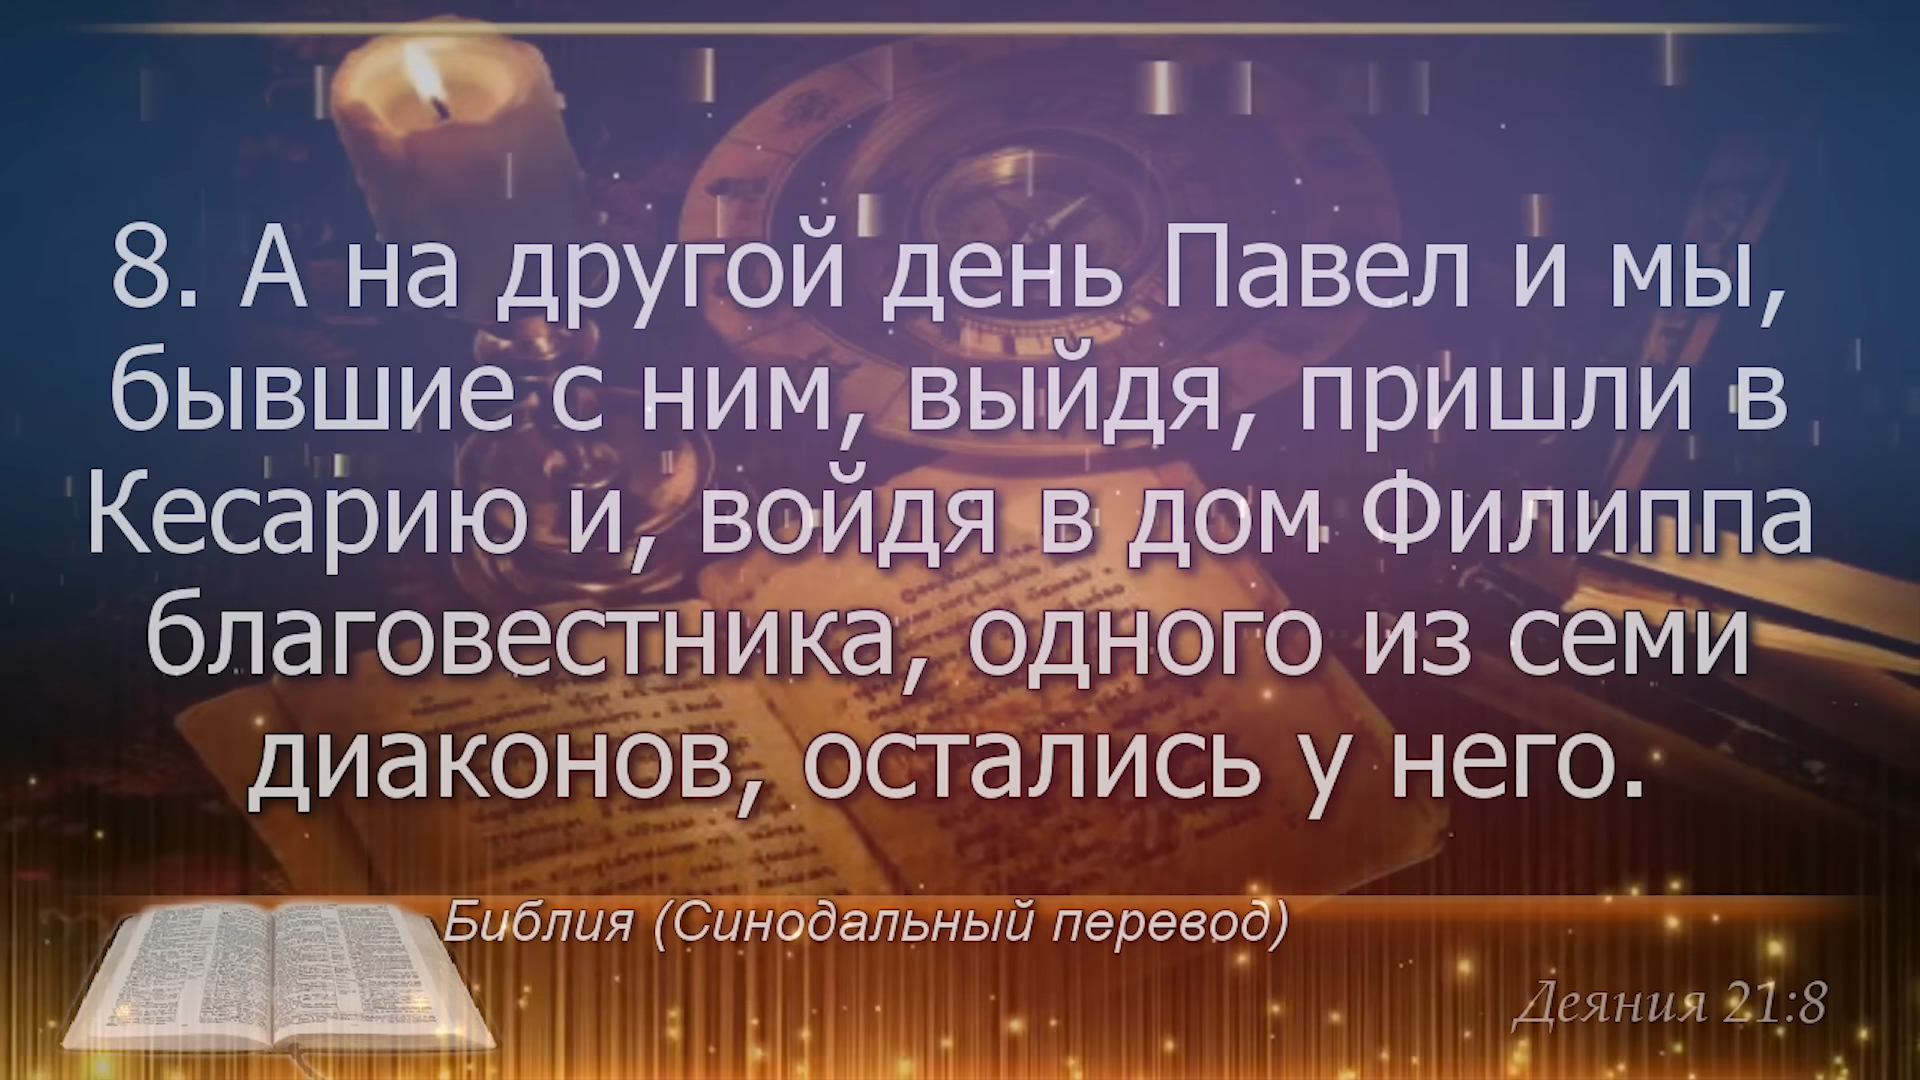 8. А на другой день Павел и мы,
бывшие с ним, выйдя, пришли в
Кесарию и, войдя в дом Филиппа
благовестника, одного из семи
диаконов, остались у него.
Библия (Синодальный перевод)
Деяния 21:8